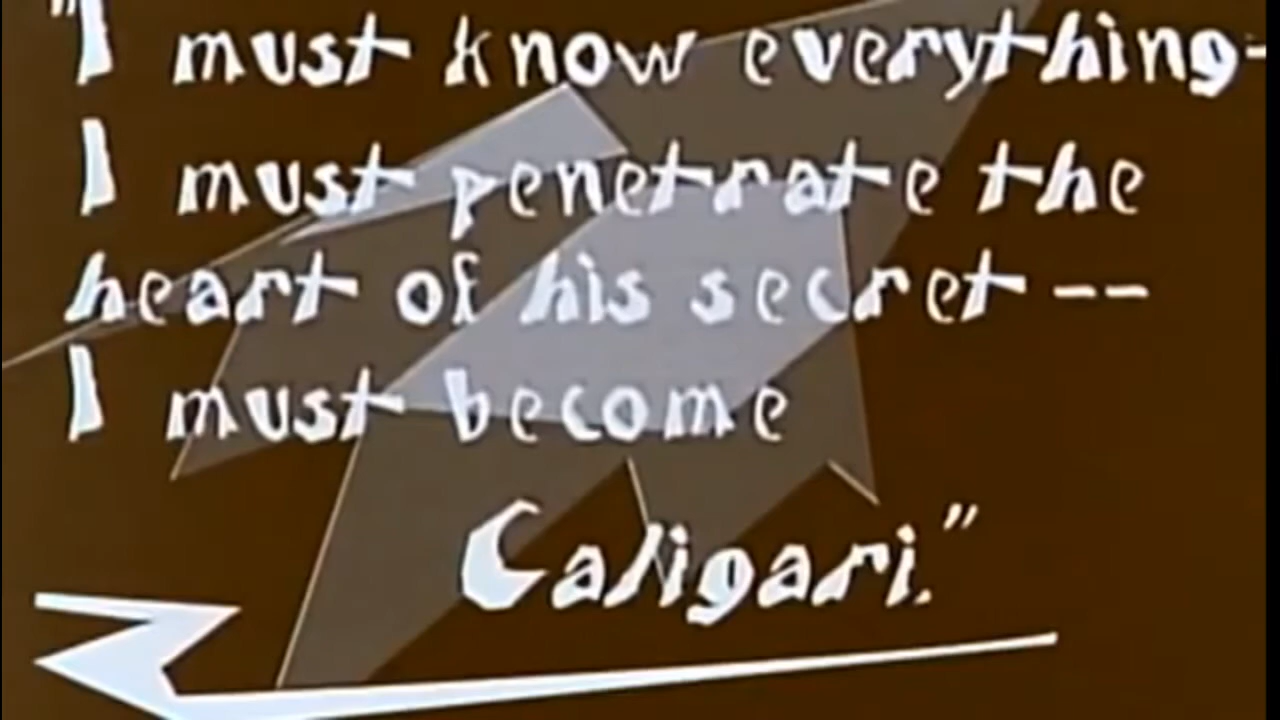 "I must know everything-
I must penetrate the
heart of his secret --
I must become
Caligari."